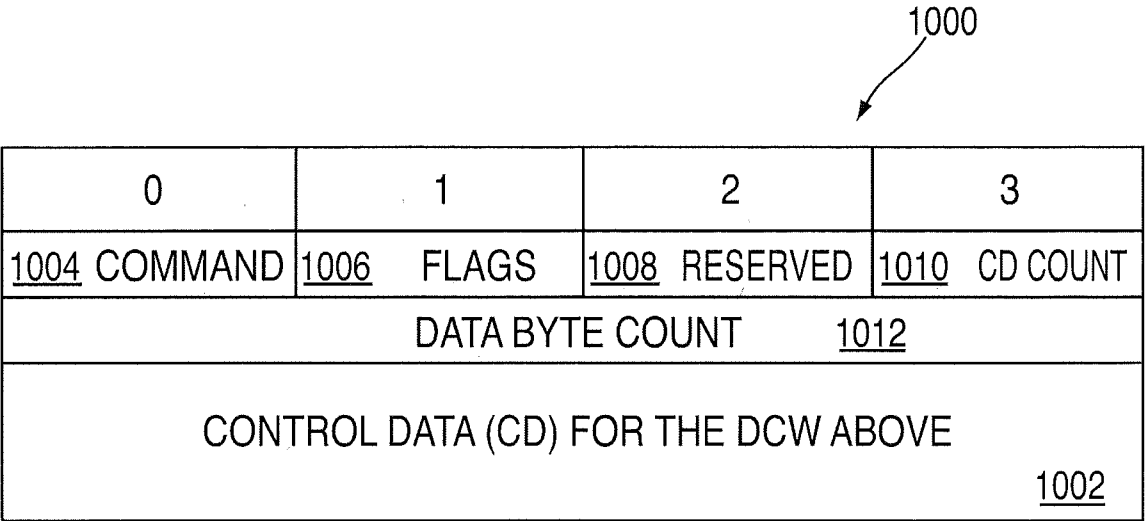 1000
0 1 2 3
1004 COMMAND 1006 FLAGS 1008 RESERVED 1010 CD COUNT
DATA BYTE COUNT 1012
CONTROL DATA (CD) FOR THE DCW ABOVE
1002